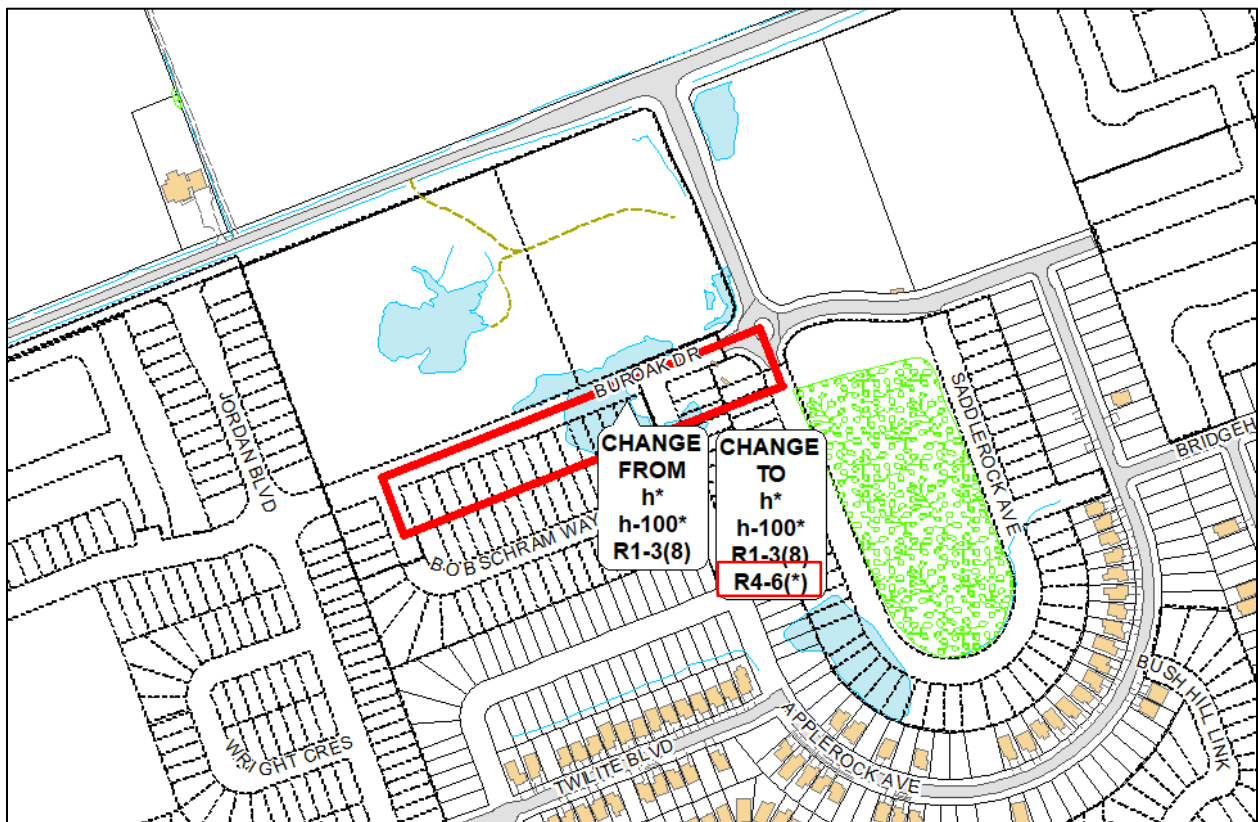 BUROAK DR
JORDAN BLVD
SADDLEROCK AVE
BRIDGEH
CHANGE
FROM
h*
h-100*
R1-3(8)
CHANGE
TO
h*
h-100*
R1-3(8)
R4-6(*)
BOB SCHRAM WAY
WRIGHT CRES
TWILITE BLVD
APPLEROCK AVE
BUSH HILL LINK